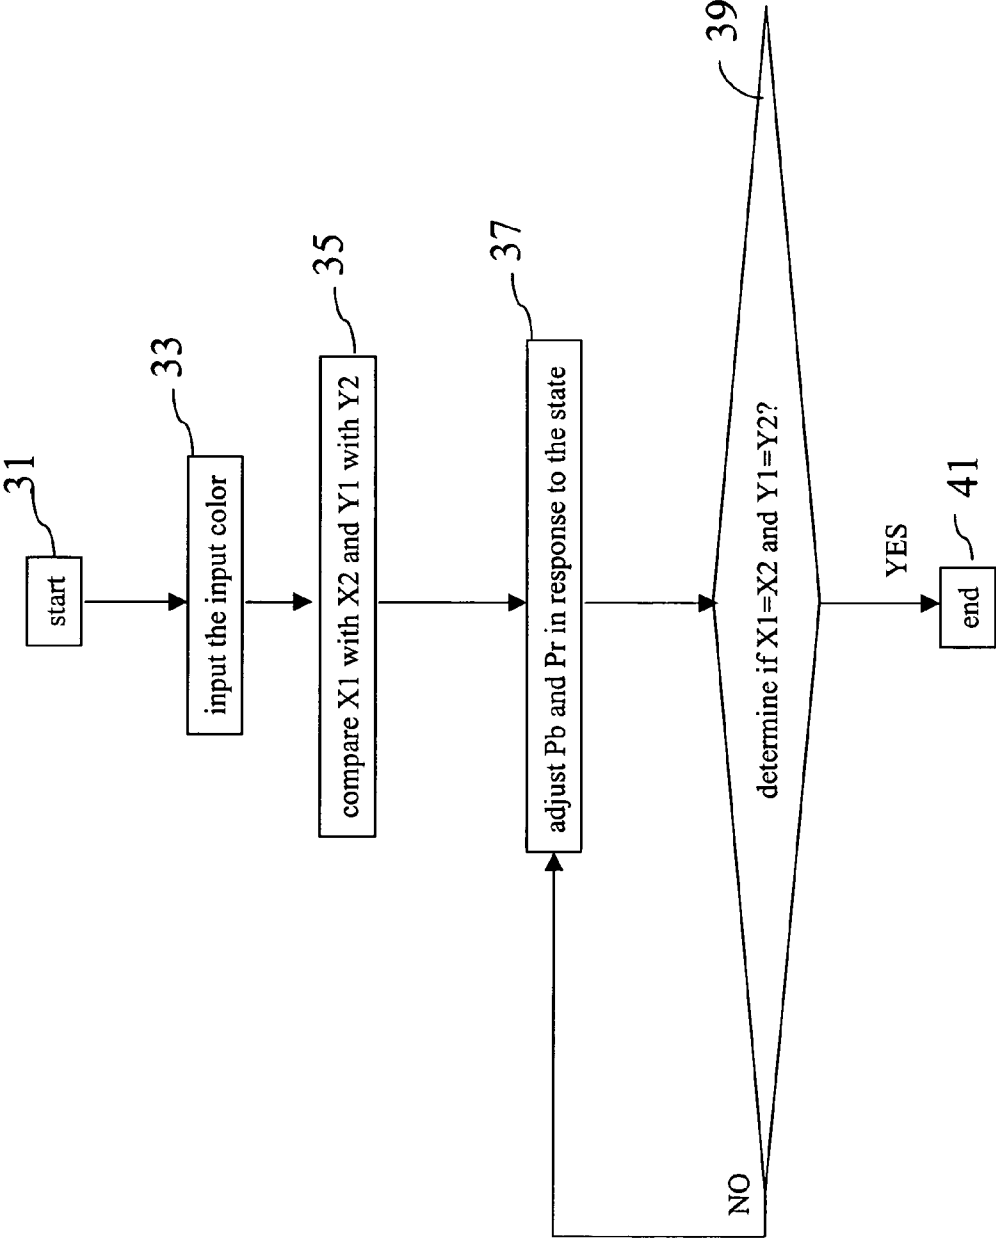 31
start
33
input the input color
35
compare X1 with X2 and Y1 with Y2
37
adjust Pb and Pr in response to the state
39
determine if X1=X2 and Y1=Y2?
NO
YES
41
end